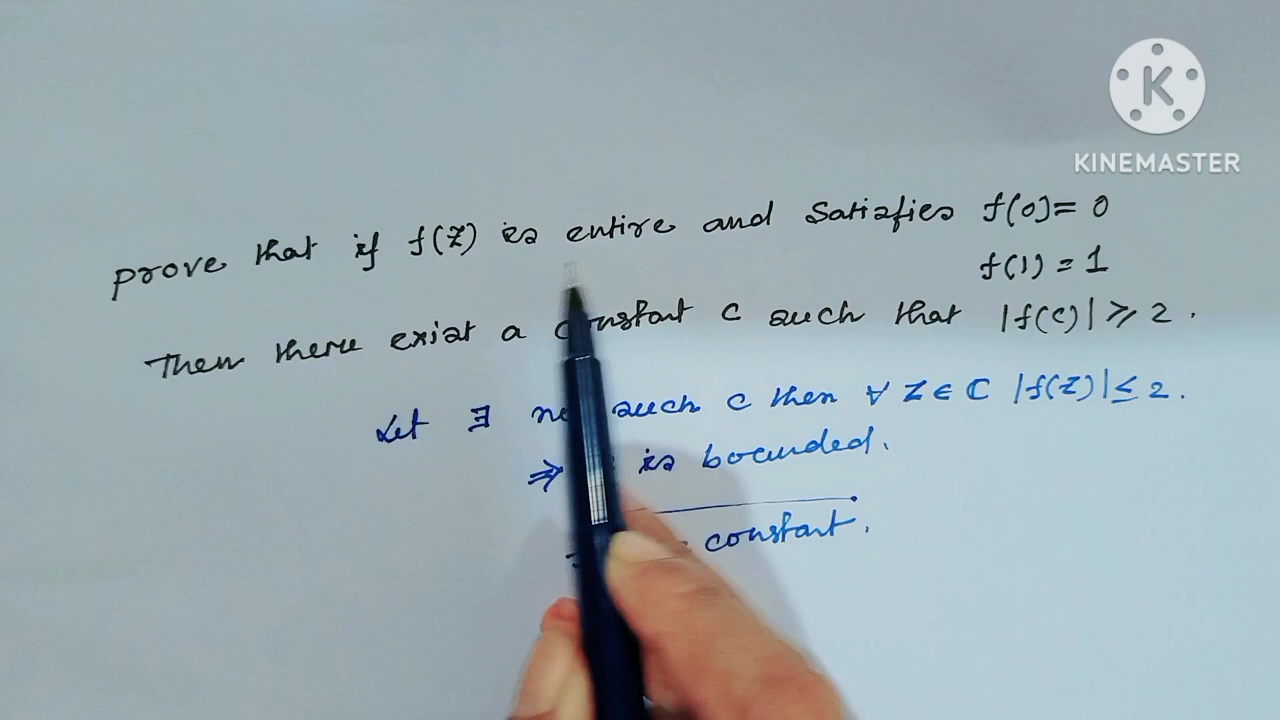 K
KINEMASTER
prove that if f(z) is entire and satisfies f(0)= 0
f(1) = 1
Then there exist a constant c such that |f(c)| ⩾ 2 .
Let ∃ such c then ∀ z ∈ ℂ |f(z)| ≤ 2 .
⇒ is bounded.
constant.